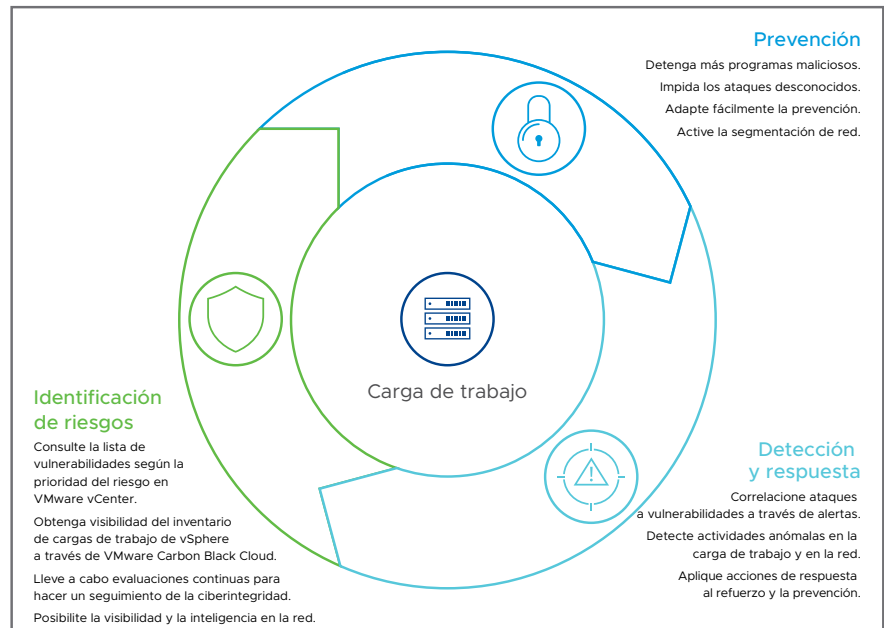 Prevención
Detenga más programas maliciosos.
Impida los ataques desconocidos.
Adapte fácilmente la prevención.
Active la segmentación de red.
Carga de trabajo
Identificación
de riesgos
Consulte la lista de
vulnerabilidades según la
prioridad del riesgo en
VMware vCenter.
Obtenga visibilidad del inventario
de cargas de trabajo de vSphere
a través de VMware Carbon Black Cloud.
Lleve a cabo evaluaciones continuas para
hacer un seguimiento de la ciberintegridad.
Posibilite la visibilidad y la inteligencia en la red.
Detección
y respuesta
Correlacione ataques
a vulnerabilidades a través de alertas.
Detecte actividades anómalas en la
carga de trabajo y en la red.
Aplique acciones de respuesta
al refuerzo y la prevención.